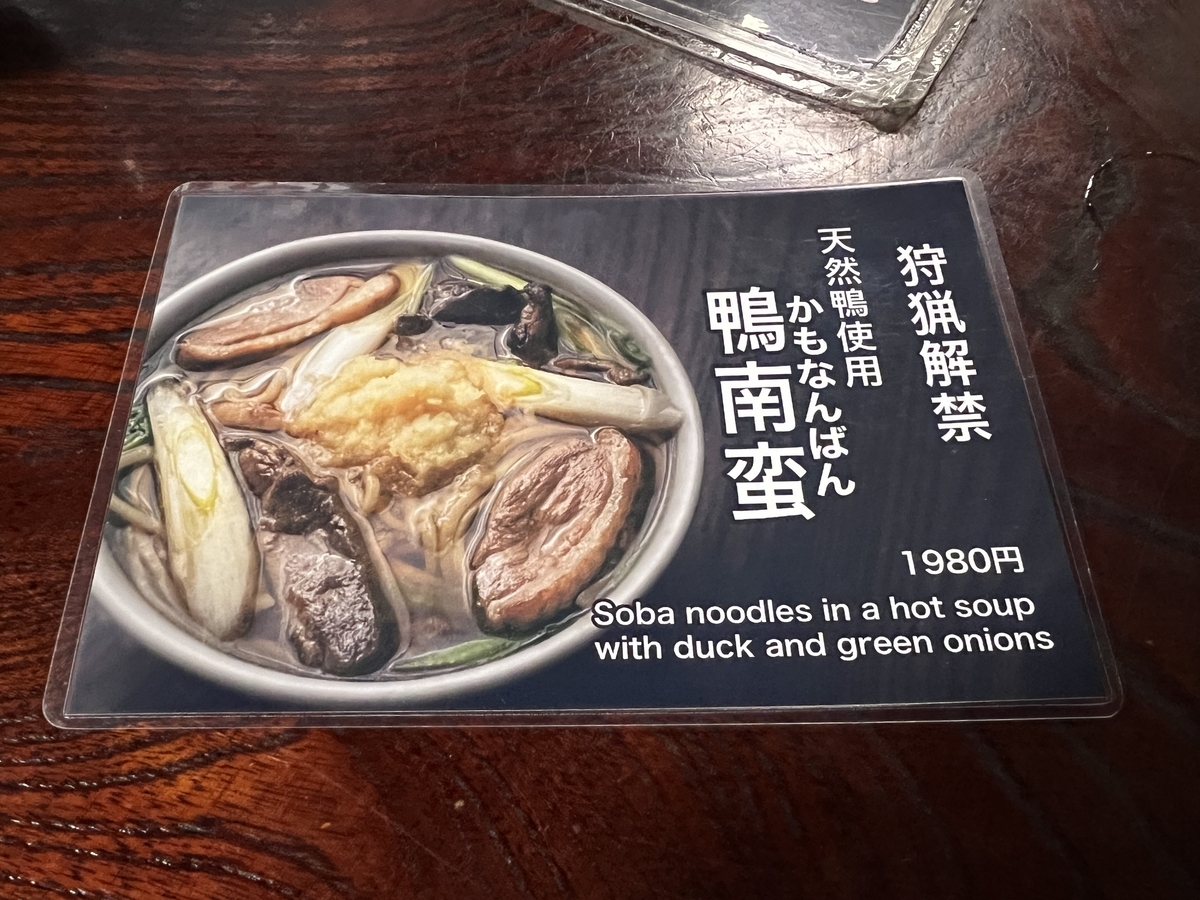 狩猟解禁
天然鴨使用
かもなんばん
鴨南蛮
1980円
Soba noodles in a hot soup
with duck and green onions